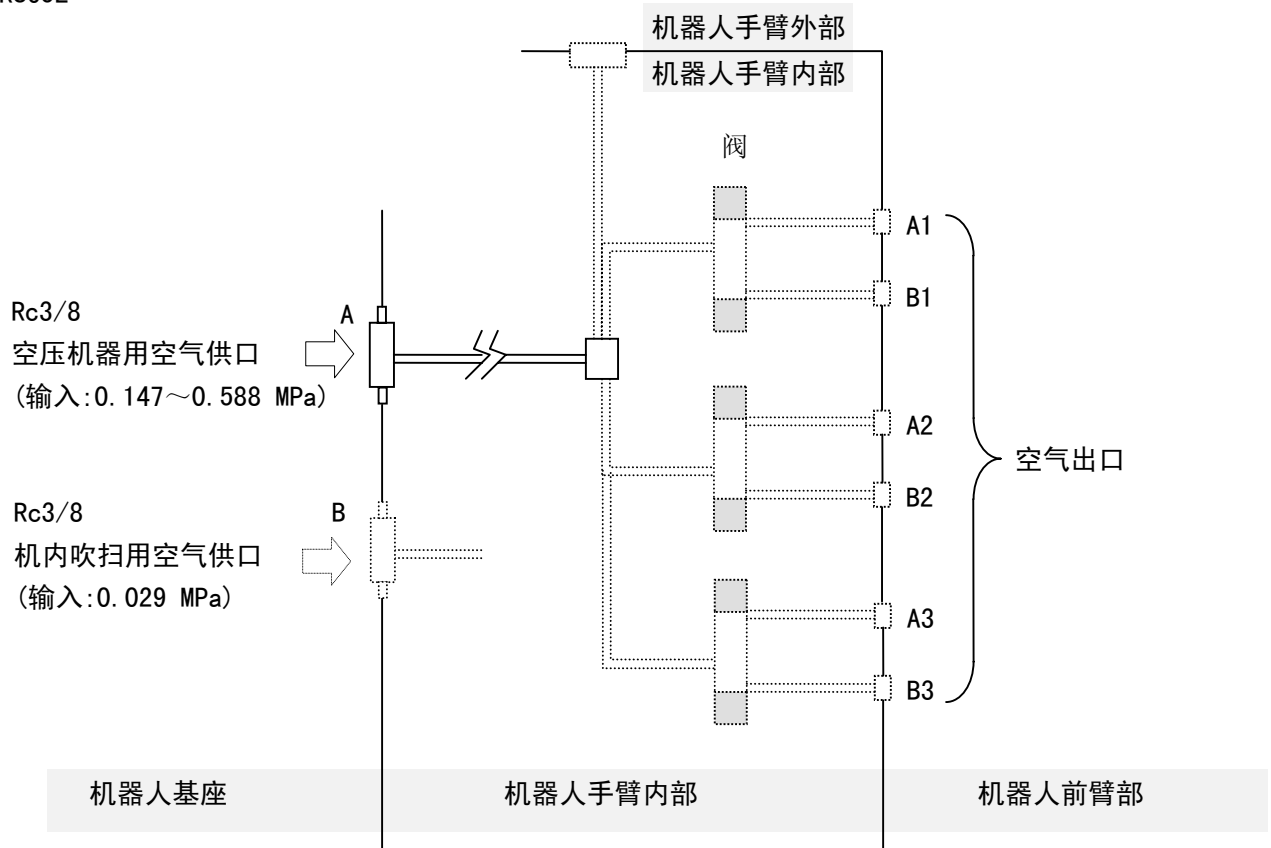 机器人手臂外部
机器人手臂内部
阀
A1
B1
Rc3/8
A
空压机器用空气供口
(输入:0.147～0.588 MPa)
A2
空气出口
B2
Rc3/8
B
机内吹扫用空气供口
(输入:0.029 MPa)
A3
B3
机器人基座
机器人手臂内部
机器人前臂部